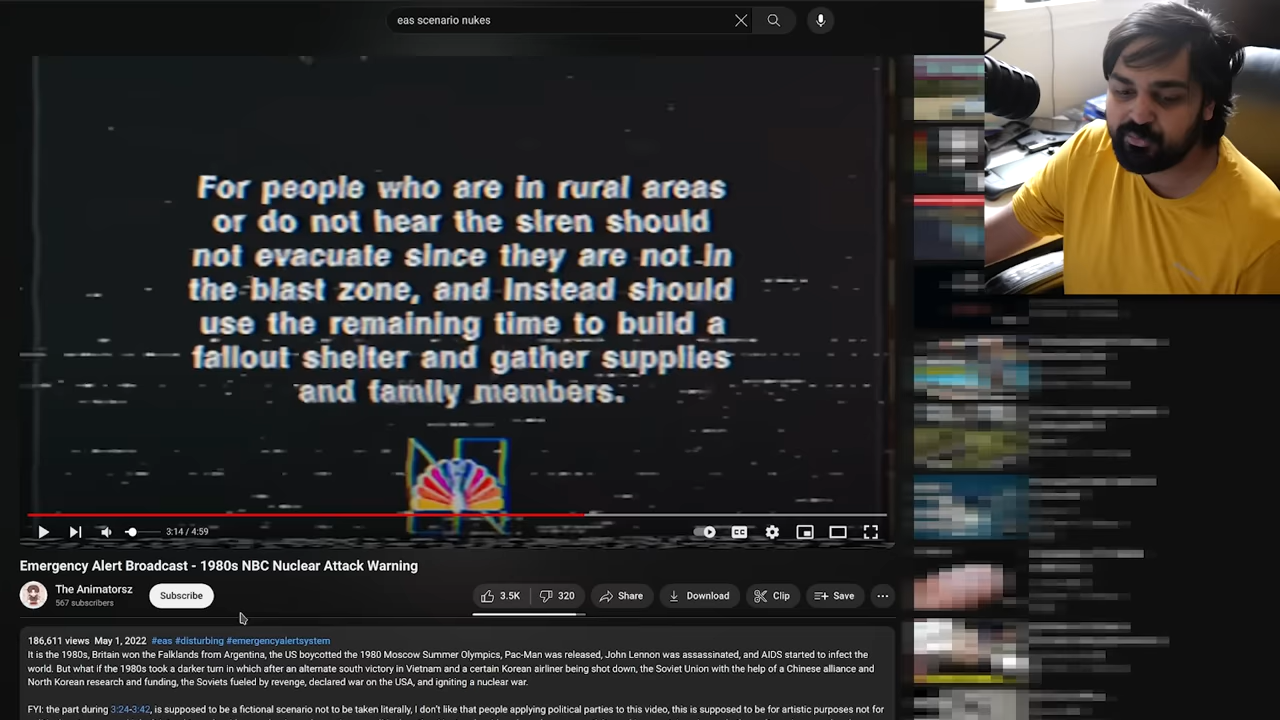 eas scenario nukes
For people who are in rural areas
or do not hear the siren should
not evacuate since they are not in
the blast zone, and instead should
use the remaining time to build a
fallout shelter and gather supplies
and family members.
3:14 / 4:59
CC
Emergency Alert Broadcast - 1980s NBC Nuclear Attack Warning
The Animatorsz
567 subscribers
Subscribe
3.5K
320
Share
Download
Clip
Save
186,611 views May 1, 2022 #eas #disturbing #emergencyalertsystem
It is the 1980s, Britain won the Falklands from Argentina, the US boycotted the 1980 Moscow Summer Olympics, Pac-Man was released, John Lennon was assassinated, and AIDS started to infect the
world. But what if the 1980s took a darker turn in which after an alternate south victory in Vietnam and a certain Korean airliner being shot down, the Soviet Union with the help of a Chinese alliance and
North Korean research and funding, the Soviets fueled by revenge, declared war on the USA, and igniting a nuclear war.
FYI: the part during 3:24-3:42, is supposed to be a fictional scenario not to be taken literally, I don't like that people applying political parties to this video, this is supposed to be for artistic purposes not for